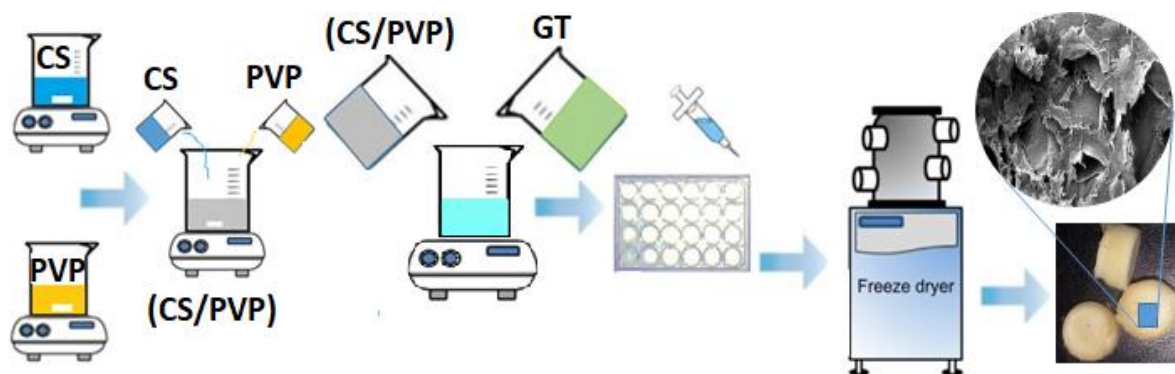 CS
CS
PVP
(CS/PVP)
GT
PVP
(CS/PVP)
Freeze dryer